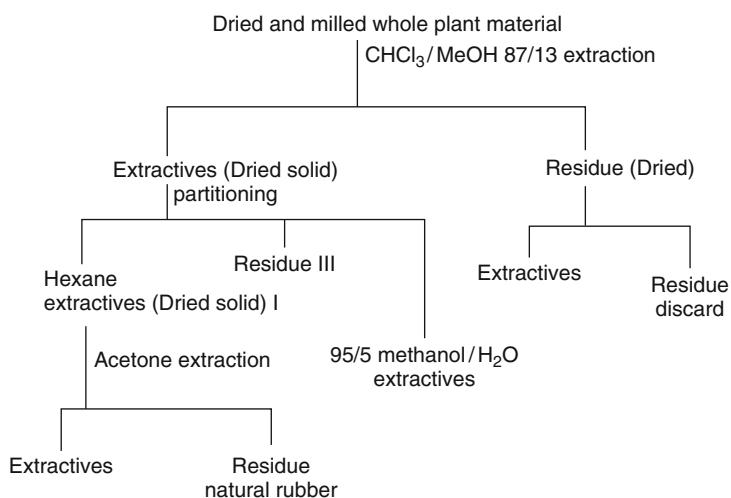 Dried and milled whole plant material
CHCl₃/MeOH 87/13 extraction
Extractives (Dried solid)
partitioning
Residue (Dried)
Hexane
extractives (Dried solid) I
Residue III
95/5 methanol/H₂O
extractives
Extractives
Residue
discard
Acetone extraction
Extractives
Residue
natural rubber